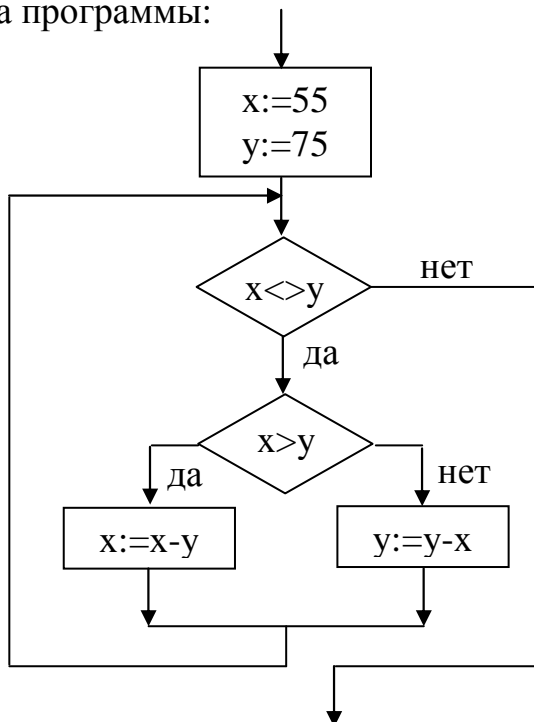 а программы:
x:=55
y:=75
x<>y
нет
да
x>y
да
нет
x:=x-y
y:=y-x